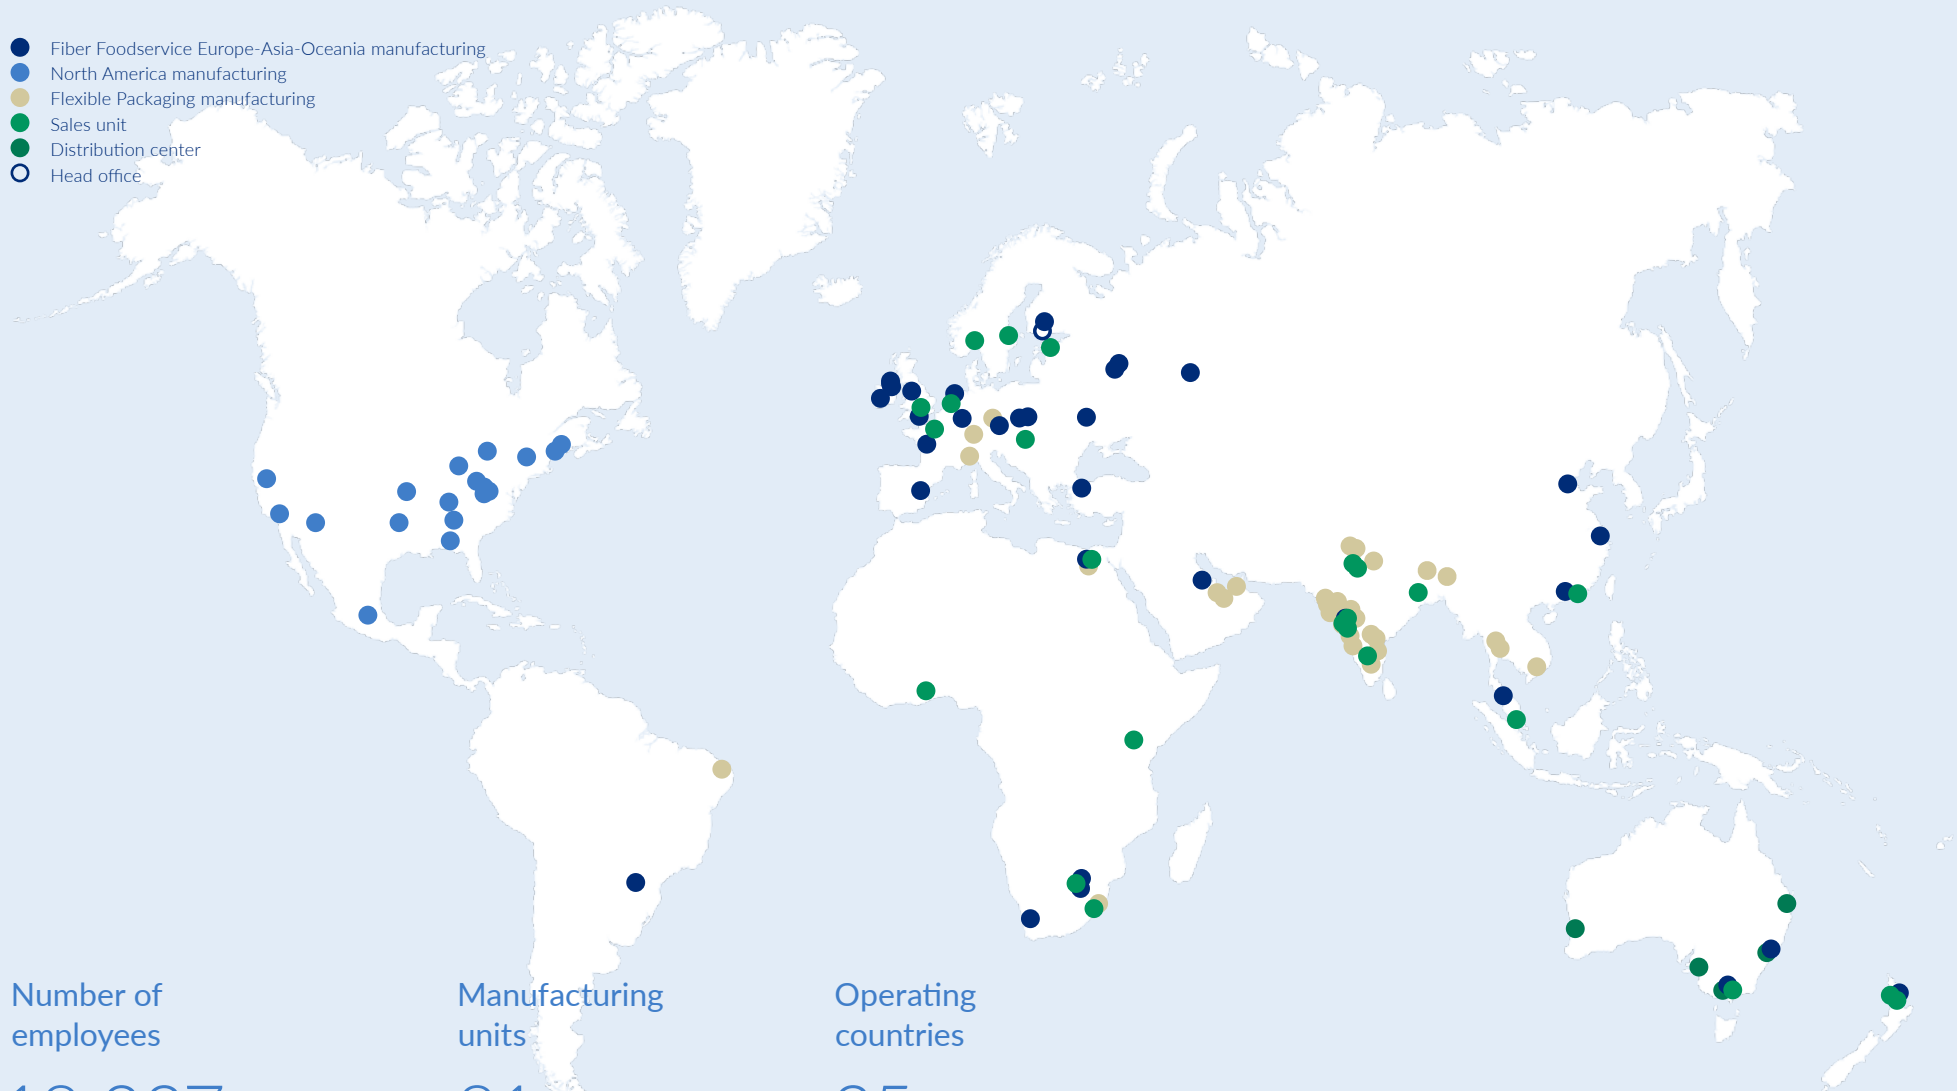 Fiber Foodservice Europe-Asia-Oceania manufacturing
North America manufacturing
Flexible Packaging manufacturing
Sales unit
Distribution center
Head office
Number of
employees
Manufacturing
units
Operating
countries